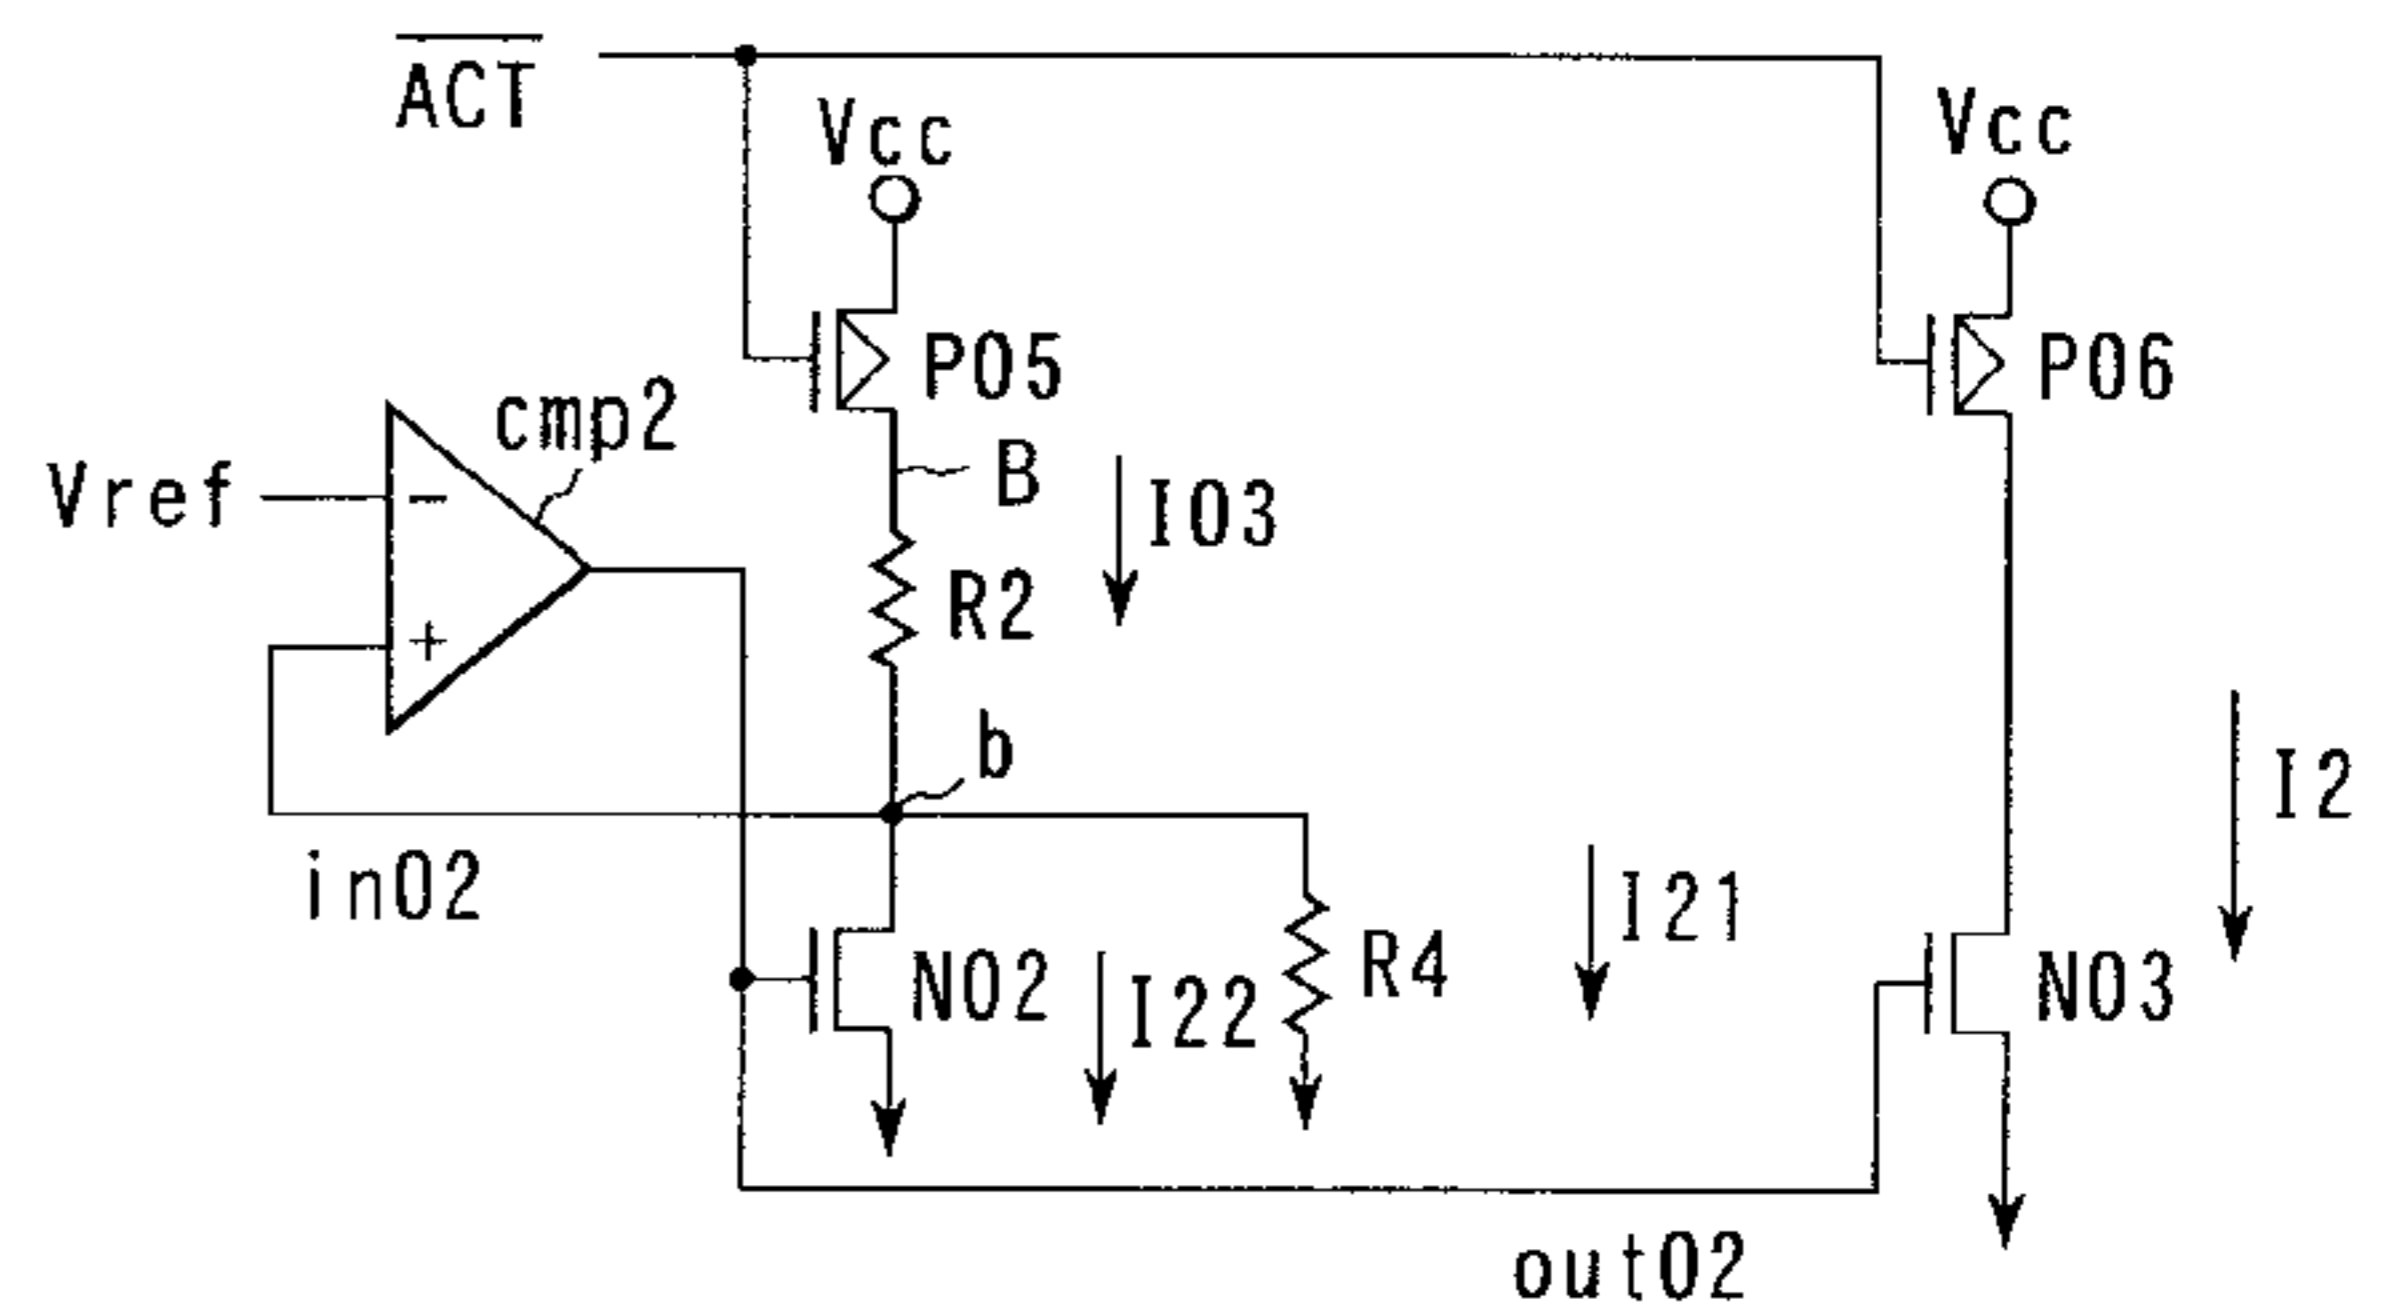 ACT
Vcc
Vcc
P05
P06
cmp2
Vref
−
B
I03
R2
+
b
I2
in02
I21
R4
N02
I22
N03
out02